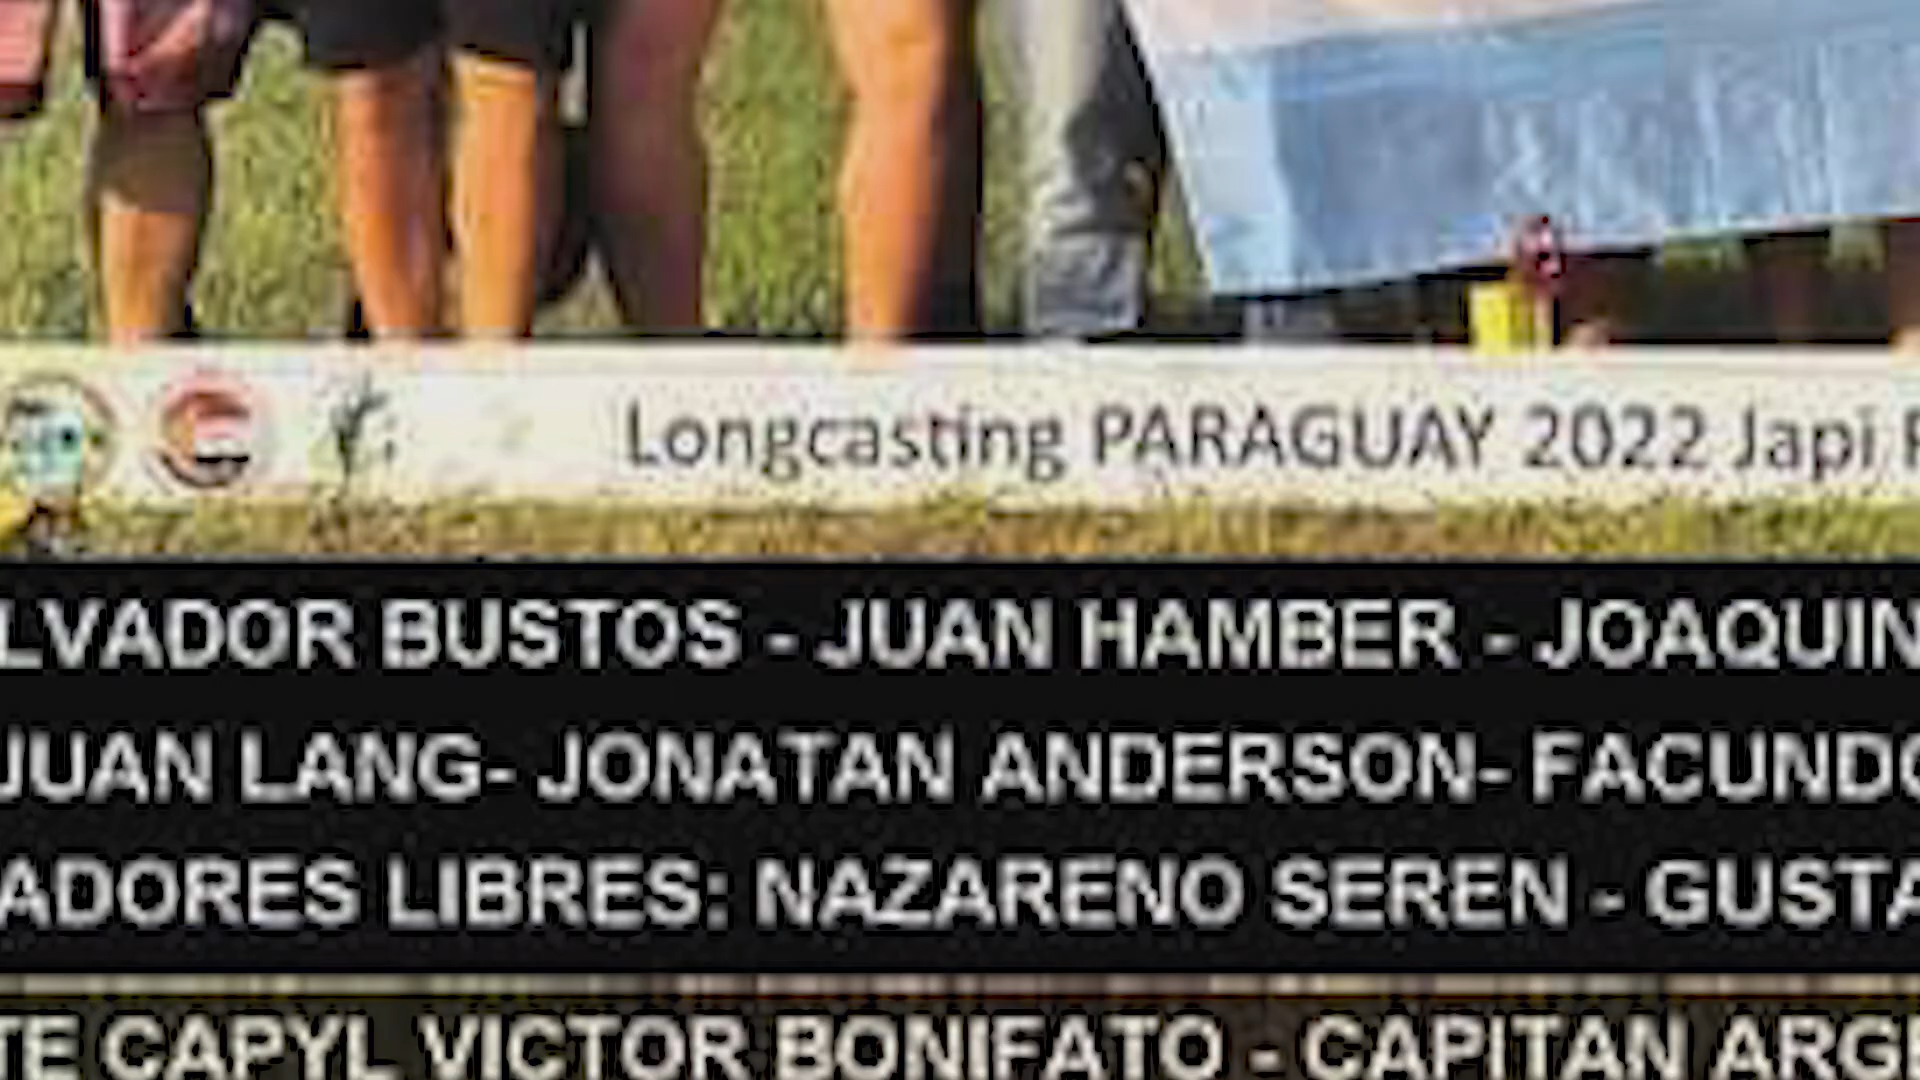 Longcasting PARAGUAY 2022 Japi
LVADOR BUSTOS - JUAN HAMBER - JOAQUIN
JUAN LANG- JONATAN ANDERSON- FACUNDO
ADORES LIBRES: NAZARENO SEREN - GUSTA
TE CAPYL VICTOR BONIFATO - CAPITAN ARGE